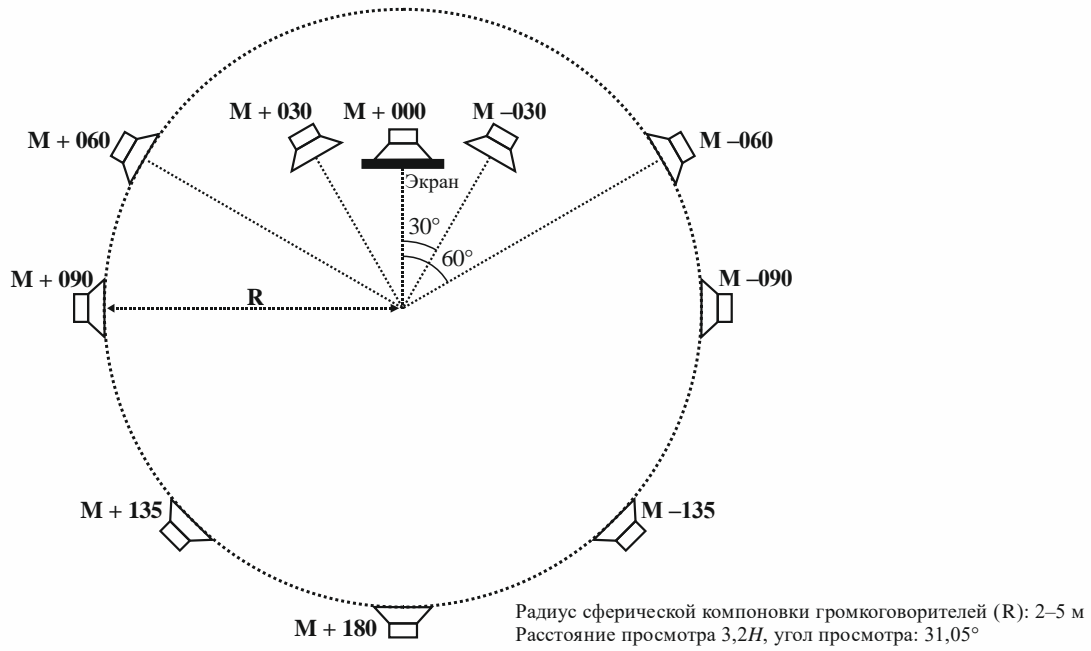 M + 030
M + 000
M –030
M + 060
M –060
Экран
30°
60°
M + 090
M –090
R
M + 135
M –135
M + 180
Радиус сферической компоновки громкоговорителей (R): 2–5 м
Расстояние просмотра 3,2H, угол просмотра: 31,05°